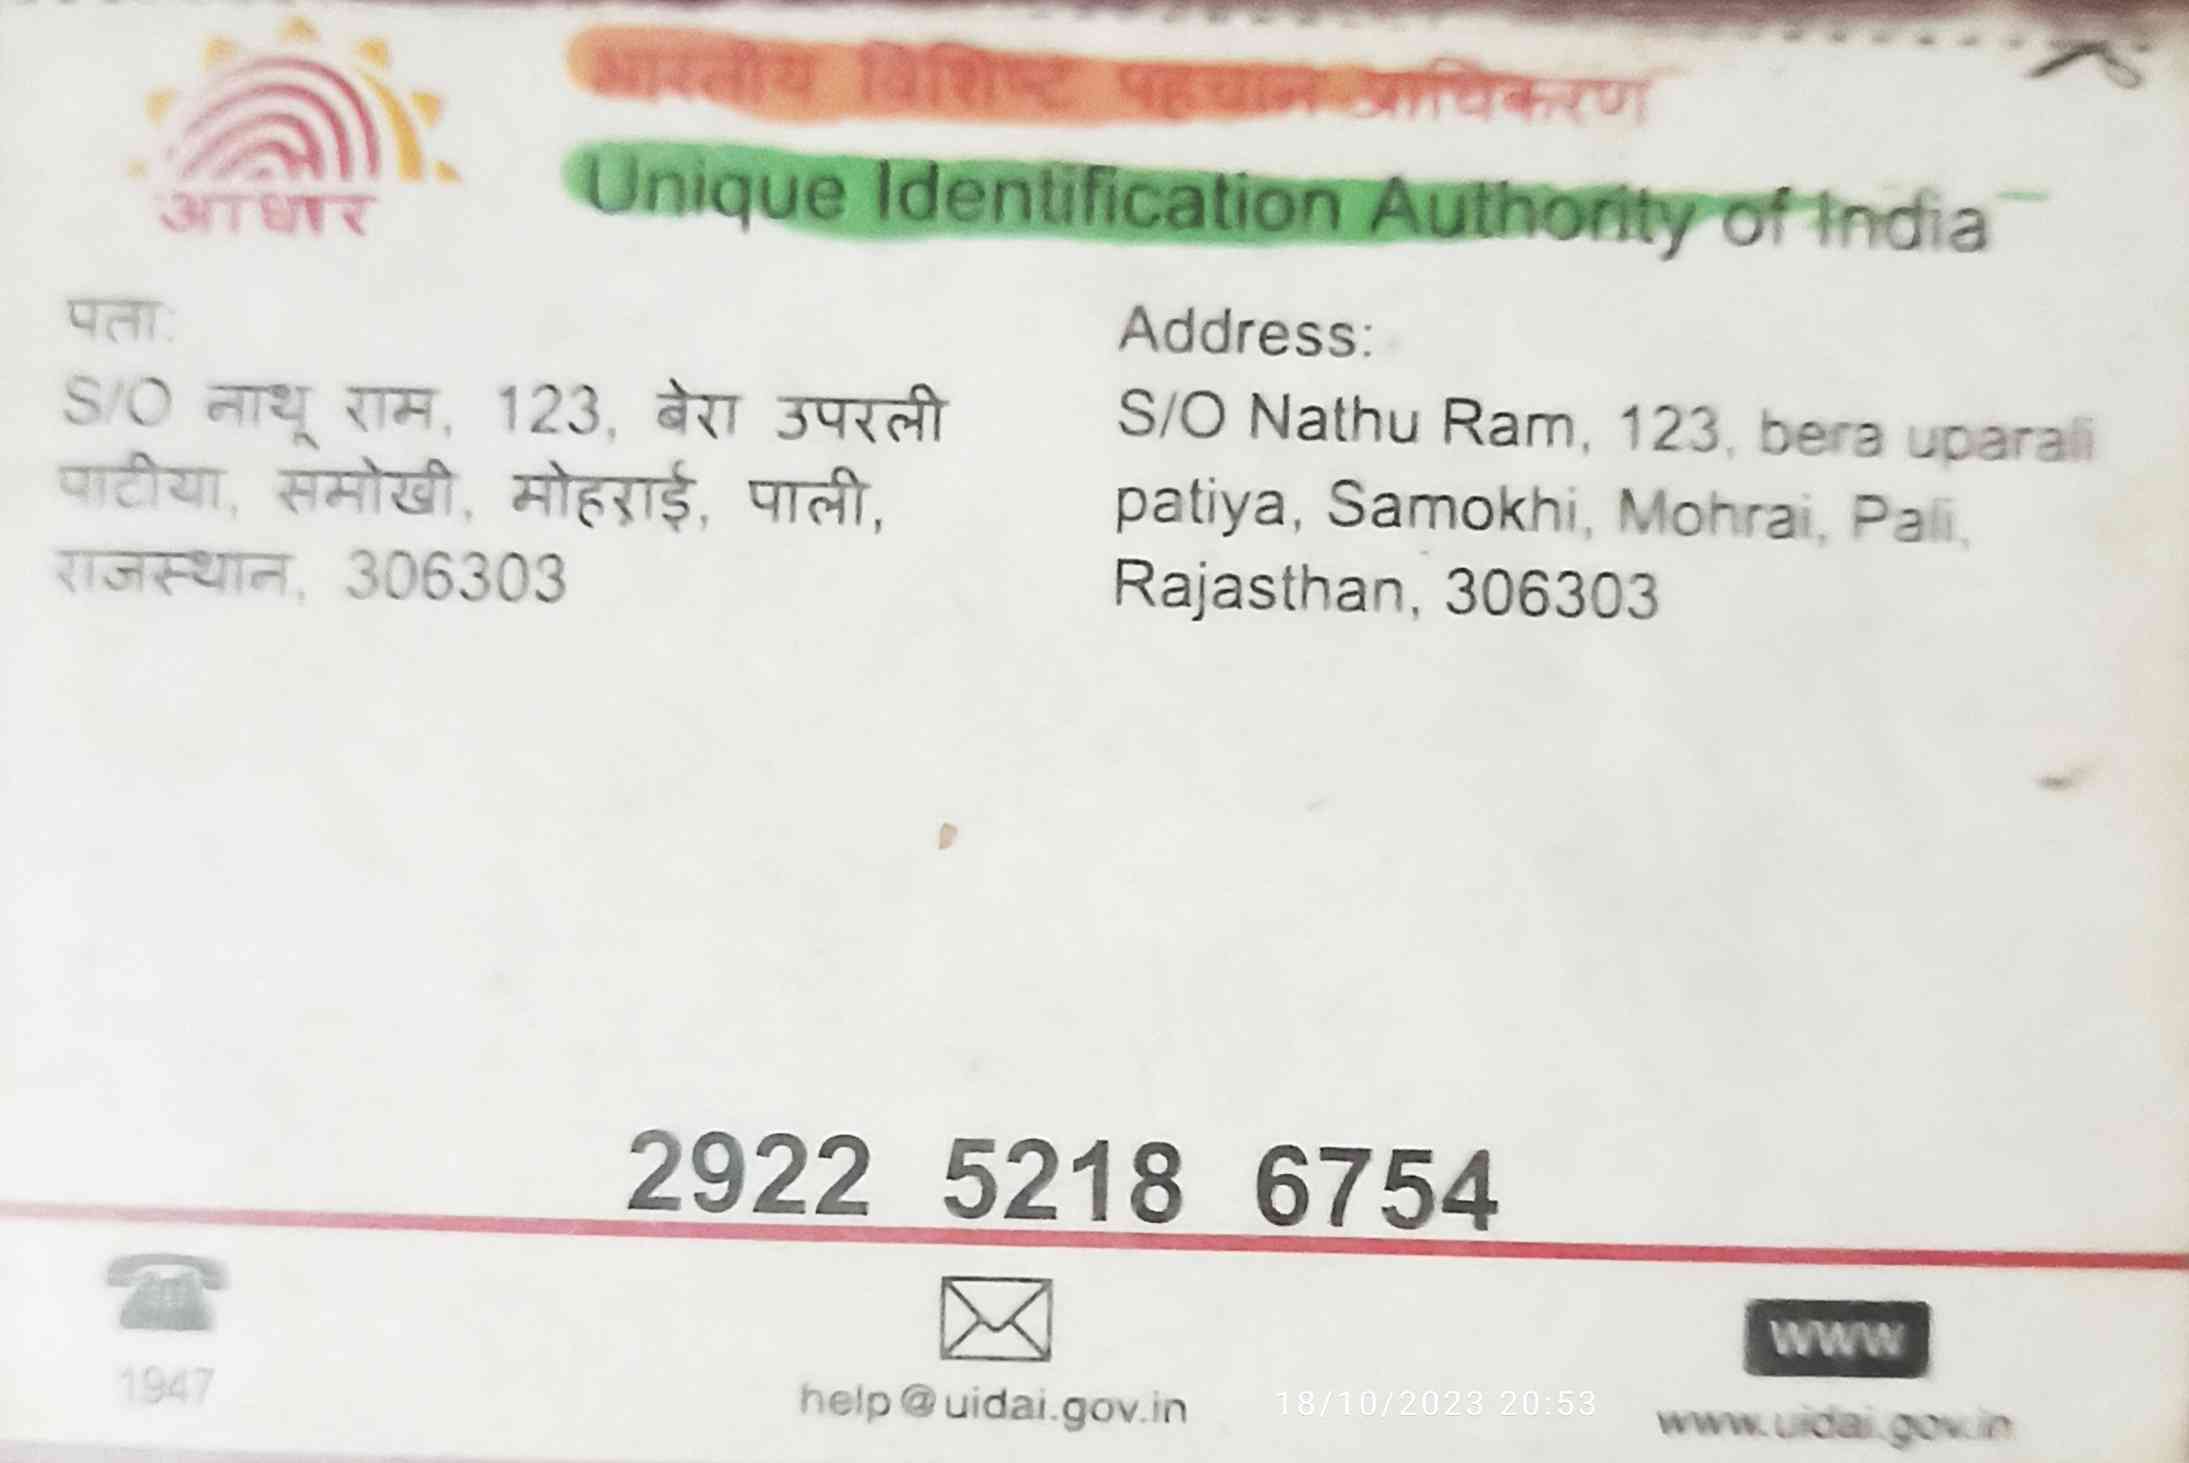 भारतीय विशिष्ट पहचान प्राधिकरण
Unique Identification Authority of India
आधार
पता:
S/O नाथू राम, 123, बेरा उपरली
पाटीया, समोखी, मोहराई, पाली,
राजस्थान, 306303
Address:
S/O Nathu Ram, 123, bera uparali
patiya, Samokhi, Mohrai, Pali,
Rajasthan, 306303
2922 5218 6754
1947
help@uidai.gov.in
18/10/2023 20:53
www
www.uidai.gov.in